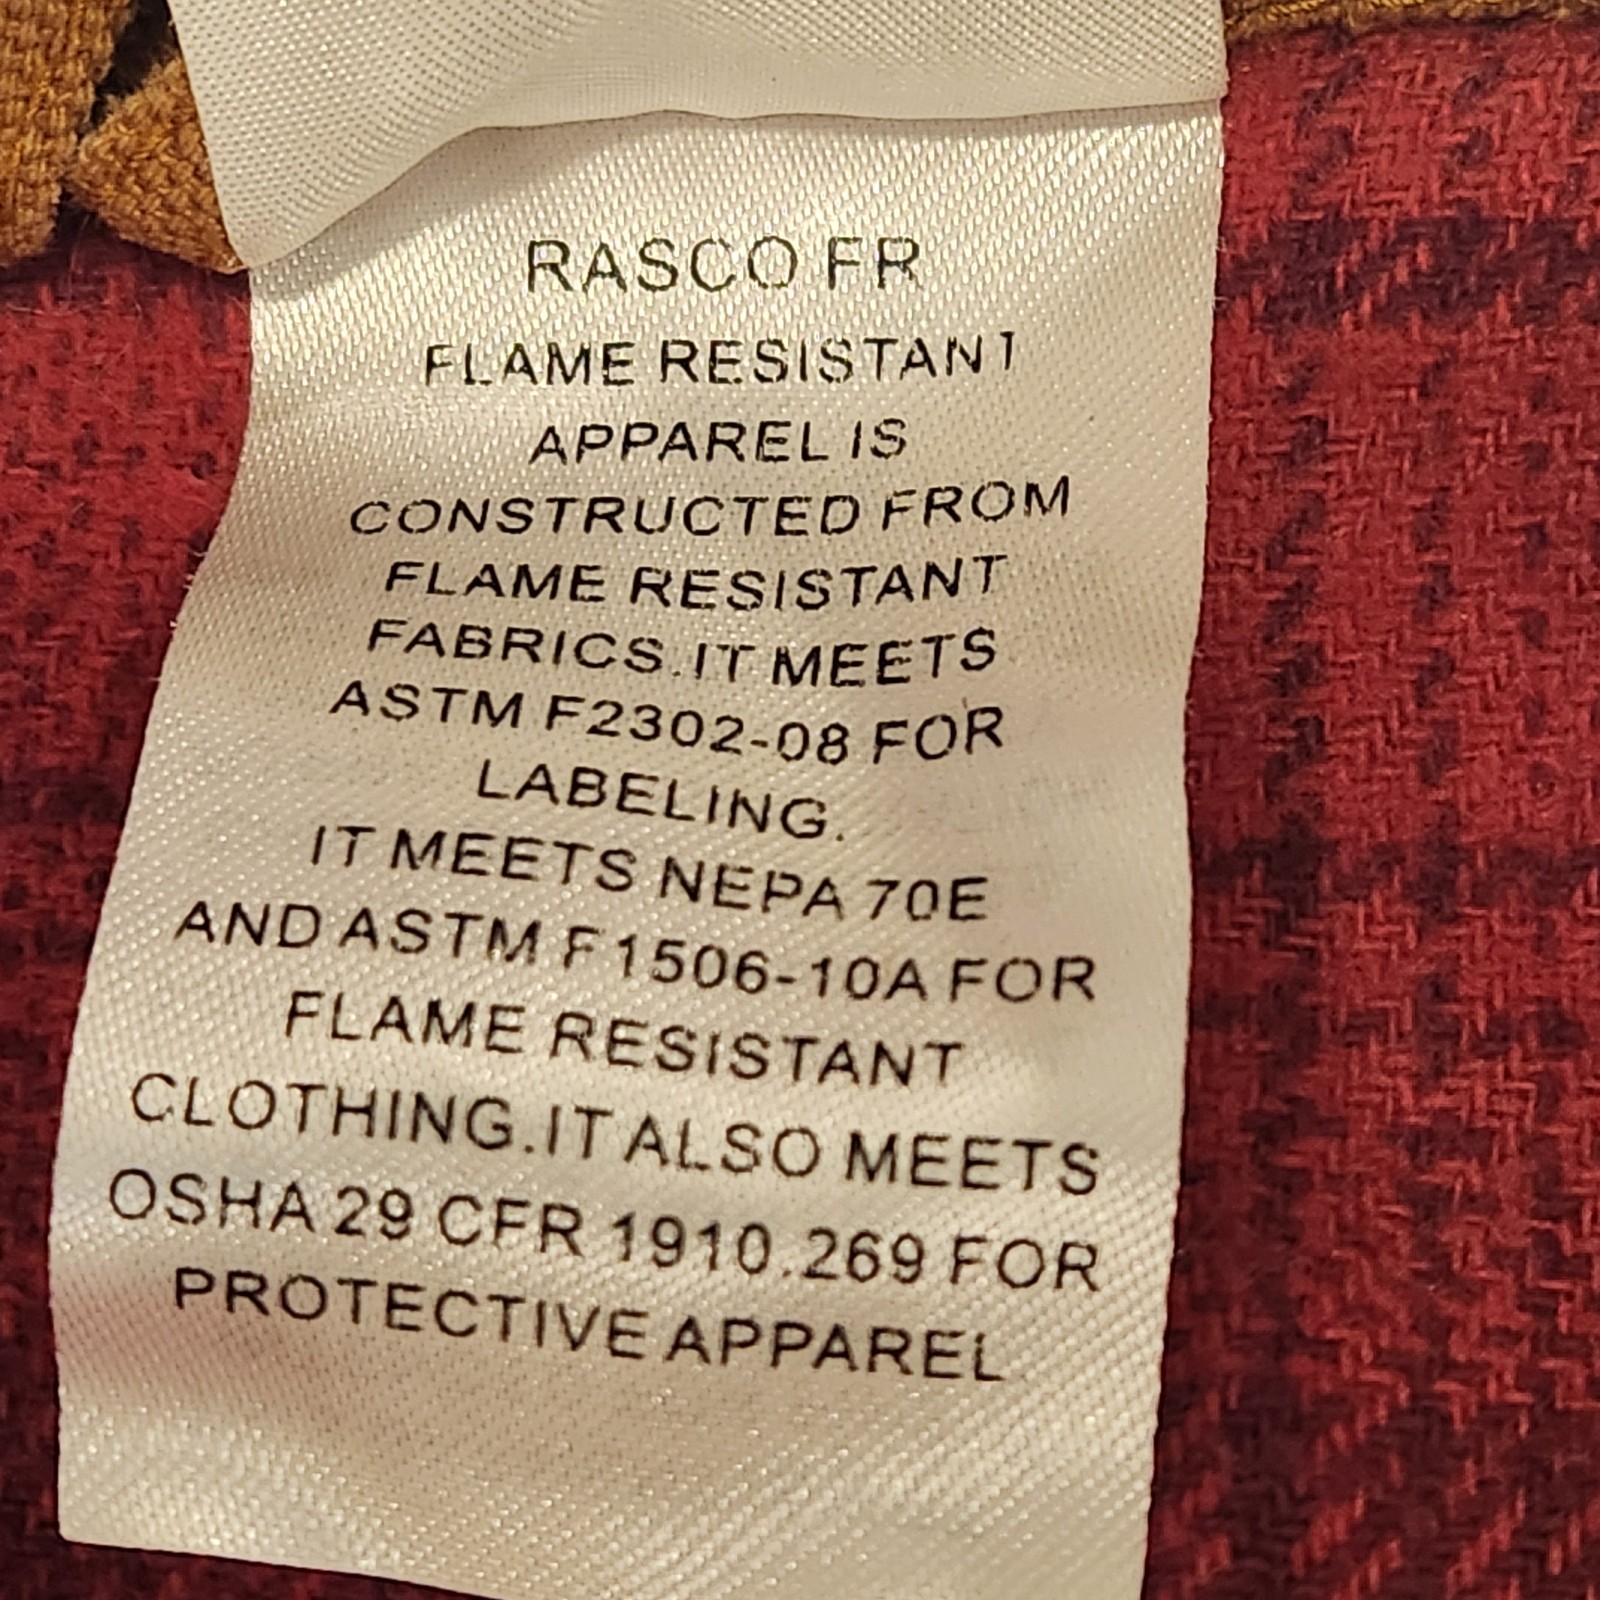 RASCO FR
FLAME RESISTANT
APPAREL IS
CONSTRUCTED FROM
FLAME RESISTANT
FABRICS.IT MEETS
ASTM F2302-08 FOR
LABELING.
IT MEETS NEPA 70E
AND ASTM F1506-10A FOR
FLAME RESISTANT
CLOTHING.IT ALSO MEETS
OSHA 29 CFR 1910.269 FOR
PROTECTIVE APPAREL